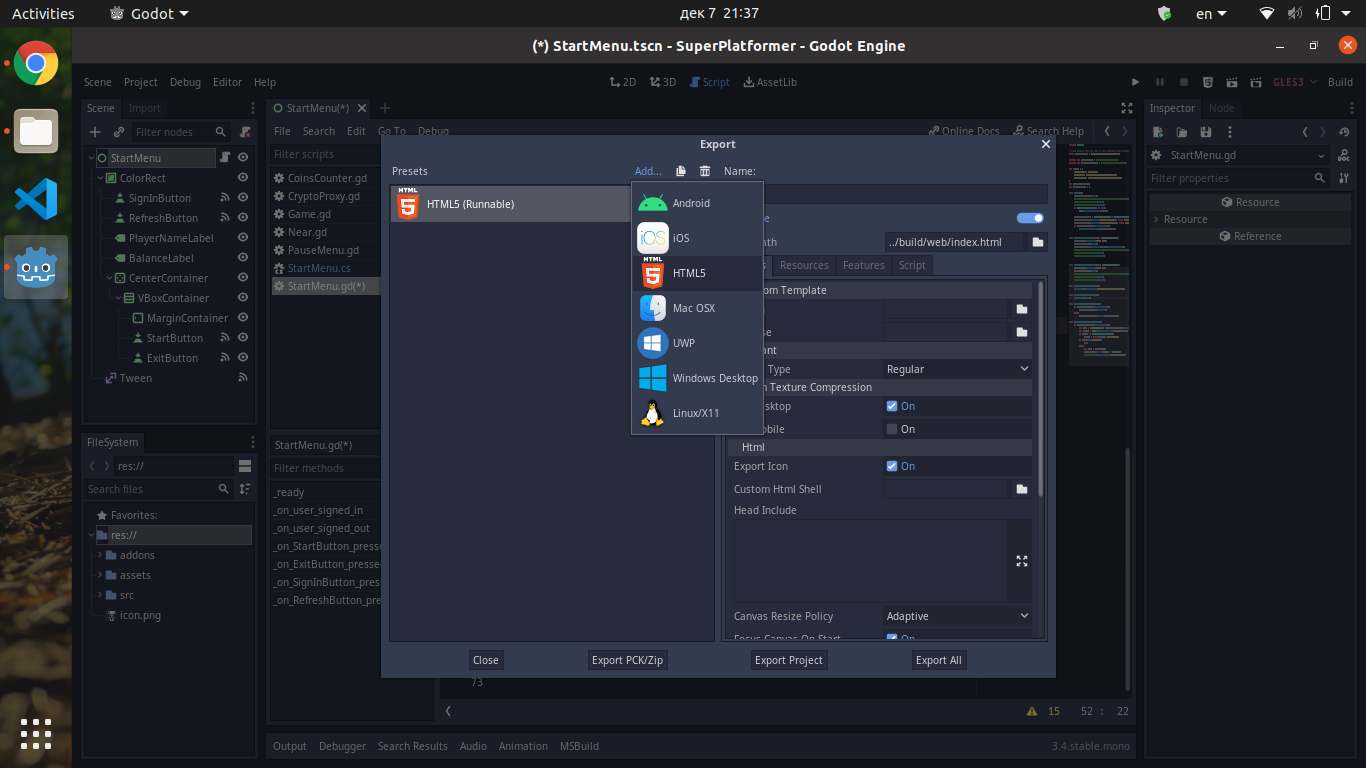 Activities Godot дек 7 21:37 en
(*) StartMenu.tscn - SuperPlatformer - Godot Engine
Scene Project Debug Editor Help 2D 3D Script AssetLib GLES3 Build
Scene Import
Filter nodes
StartMenu
ColorRect
SignInButton
RefreshButton
PlayerNameLabel
BalanceLabel
CenterContainer
VBoxContainer
MarginContainer
StartButton
ExitButton
Tween
FileSystem
res://
Search files
Favorites:
res://
addons
assets
src
icon.png
StartMenu(*)
File Search Edit Go To Debug Online Docs Search Help
Filter scripts
CoinsCounter.gd
CryptoProxy.gd
Game.gd
Near.gd
PauseMenu.gd
StartMenu.cs
StartMenu.gd(*)
StartMenu.gd(*)
Filter methods
_ready
_on_user_signed_in
_on_user_signed_out
_on_StartButton_presse
_on_ExitButton_pressed
_on_SignInButton_pres
_on_RefreshButton_pre
Export
Presets Add... Name:
HTML5 (Runnable)
HTML
Android
iOS
HTML
HTML5
Mac OSX
UWP
Windows Desktop
Linux/X11
../build/web/index.html
Resources Features Script
om Template
Type Regular
Texture Compression
On
On
Html
Export Icon On
Custom Html Shell
Head Include
Canvas Resize Policy Adaptive
Focus Canvas On Start On
Close Export PCK/Zip Export Project Export All
73
15 52 : 22
Output Debugger Search Results Audio Animation MSBuild 3.4.stable.mono
Inspector Node
StartMenu.gd
Filter properties
Resource
Resource
Reference